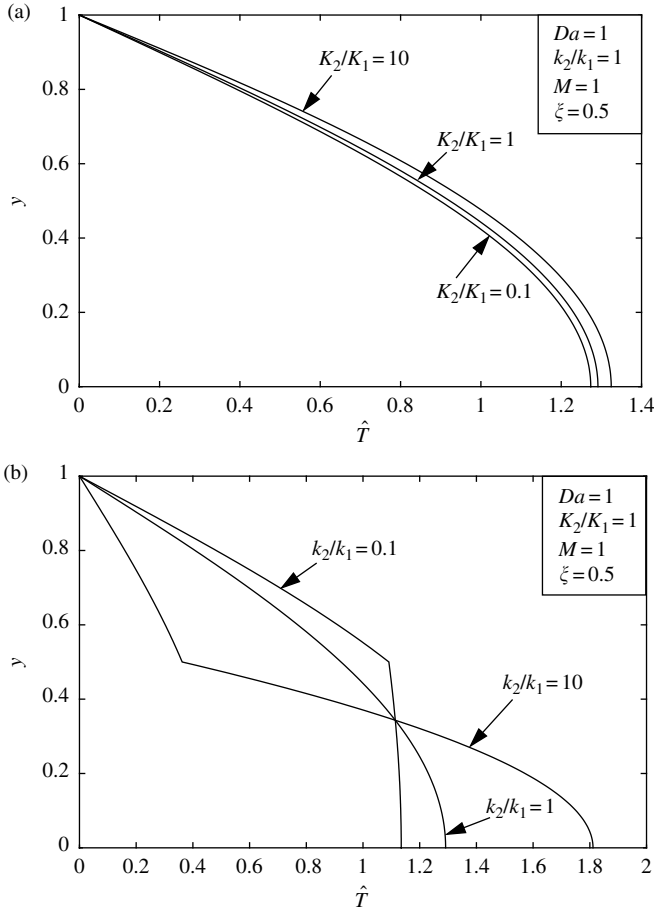 (a)
1
0.8
0.6
0.4
0.2
0
y
K₂/K₁ = 10
K₂/K₁ = 1
K₂/K₁ = 0.1
Da = 1
k₂/k₁ = 1
M = 1
ξ = 0.5
0 0.2 0.4 0.6 0.8 1 1.2 1.4
T̂
(b)
1
0.8
0.6
0.4
0.2
0
y
k₂/k₁ = 0.1
k₂/k₁ = 10
k₂/k₁ = 1
Da = 1
K₂/K₁ = 1
M = 1
ξ = 0.5
0 0.2 0.4 0.6 0.8 1 1.2 1.4 1.6 1.8 2
T̂